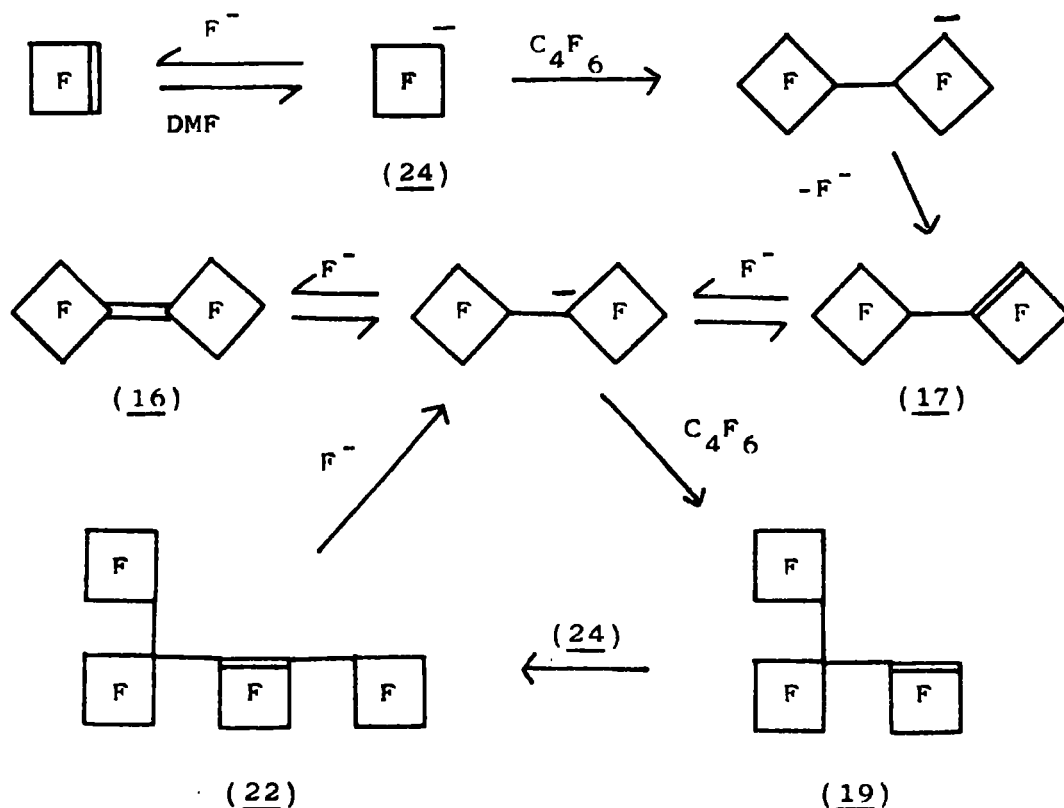 F⁻
F F C₄F₆ F F
DMF
(24)
-F⁻
F⁻ F⁻
F F F F F F
(16) (17)
F⁻ C₄F₆
F F
(24)
F F F F F
(22) (19)